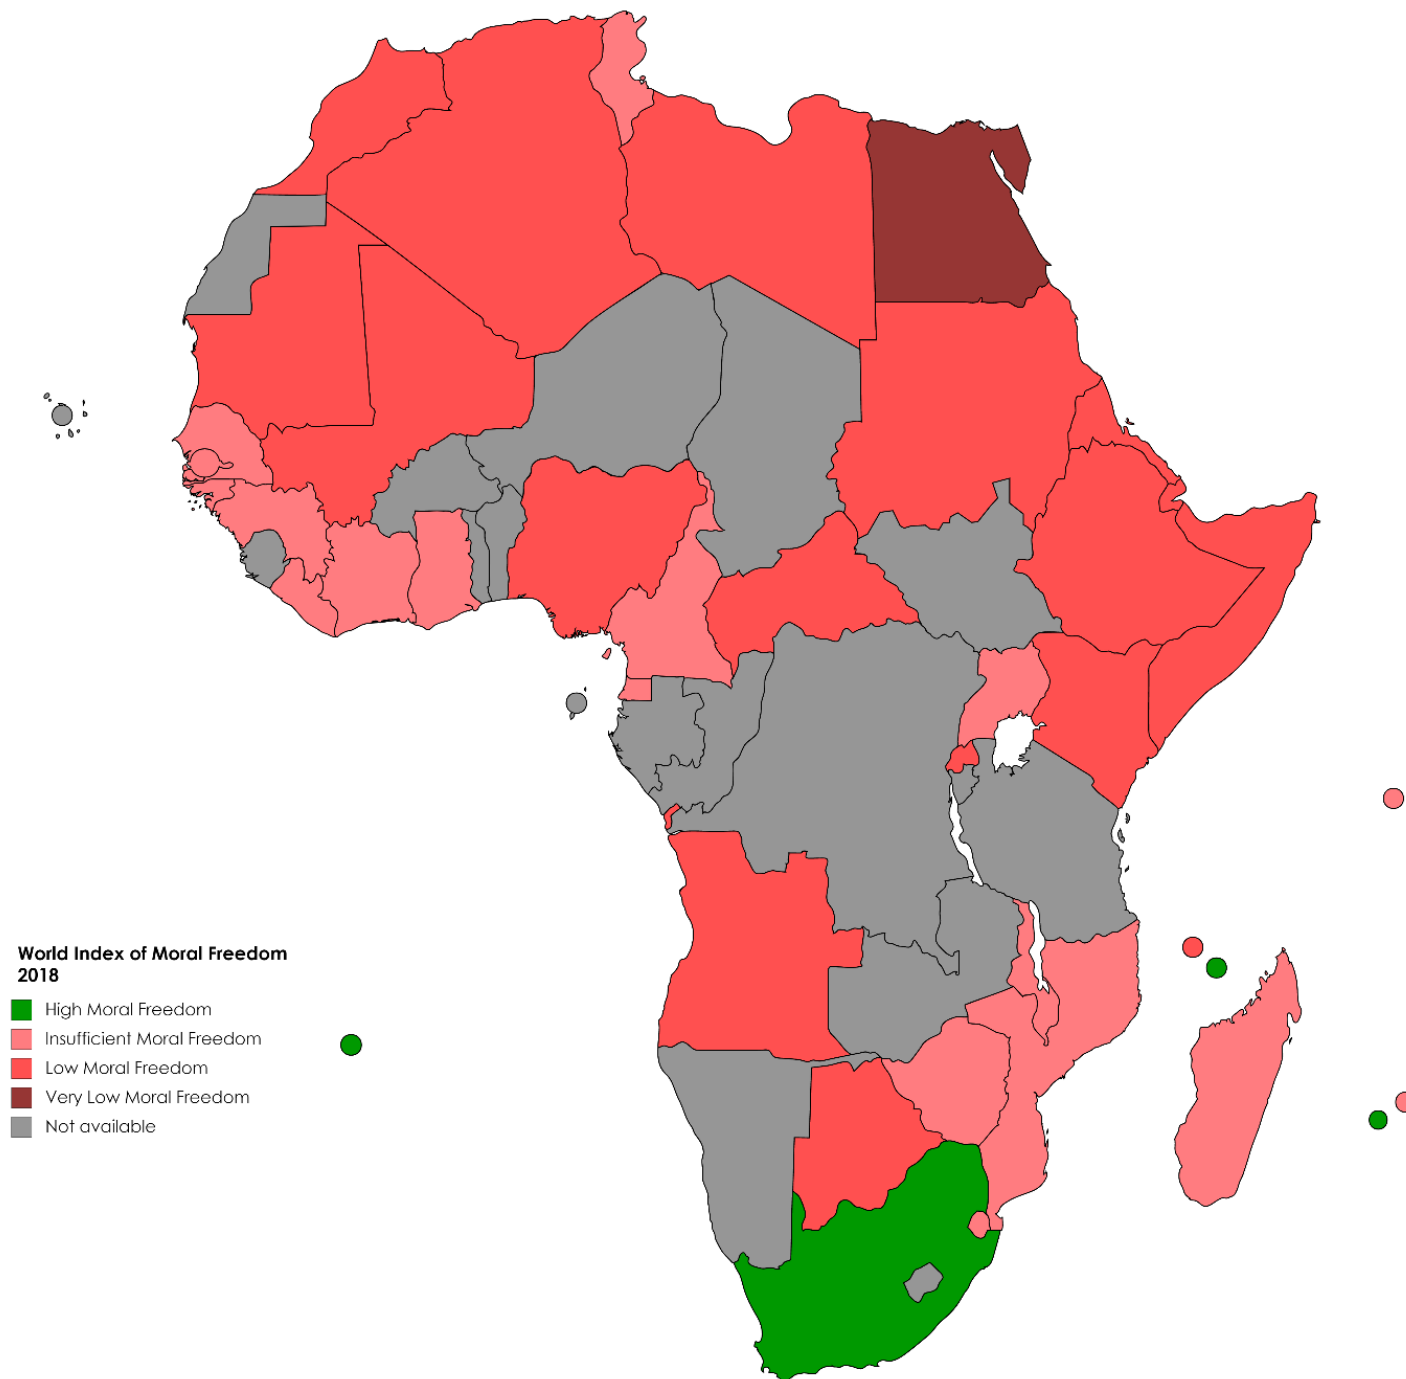 World Index of Moral Freedom
2018
High Moral Freedom
Insufficient Moral Freedom
Low Moral Freedom
Very Low Moral Freedom
Not available